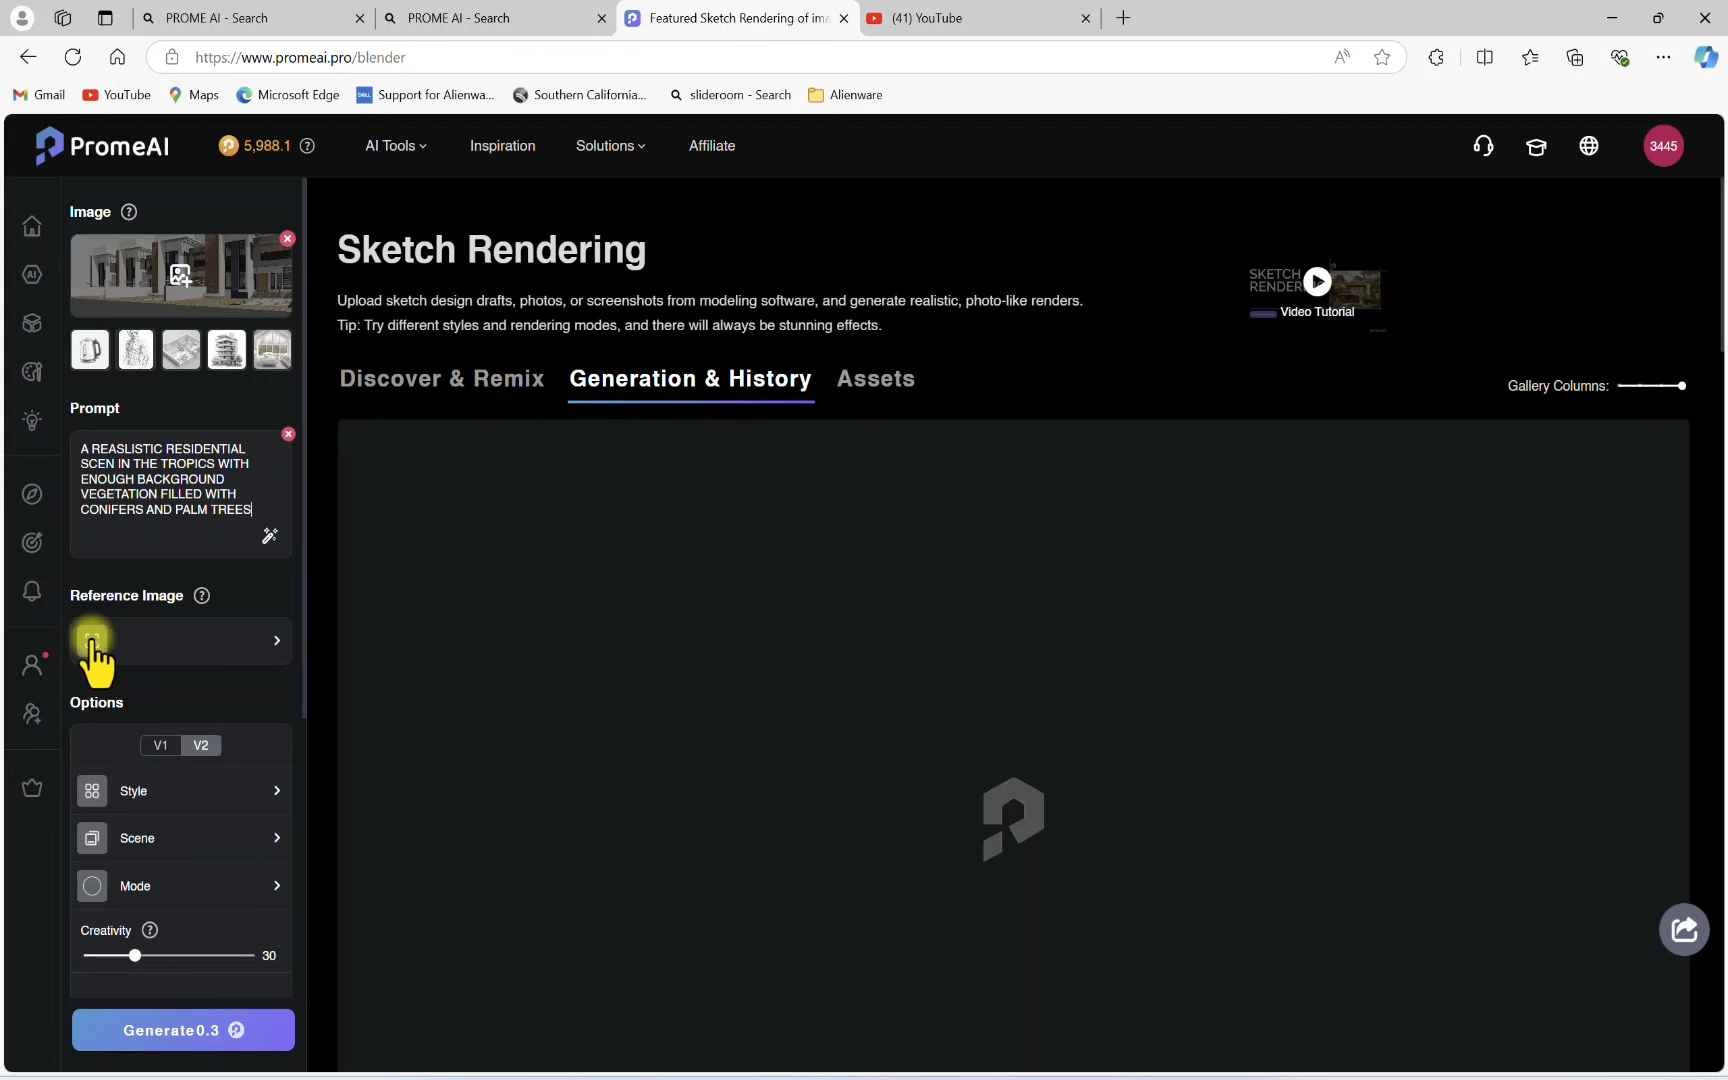 PROME AI - Search
PROME AI - Search
Featured Sketch Rendering of ima
(41) YouTube
https://www.promeai.pro/blender
Gmail
YouTube
Maps
Microsoft Edge
Support for Alienwa...
Southern California...
slideroom - Search
Alienware
PromeAI
5,988.1
AI Tools
Inspiration
Solutions
Affiliate
3445
Image
Sketch Rendering
Upload sketch design drafts, photos, or screenshots from modeling software, and generate realistic, photo-like renders.
Tip: Try different styles and rendering modes, and there will always be stunning effects.
SKETCH
RENDER
Video Tutorial
Discover & Remix
Generation & History
Assets
Gallery Columns:
Prompt
A REASLISTIC RESIDENTIAL
SCEN IN THE TROPICS WITH
ENOUGH BACKGROUND
VEGETATION FILLED WITH
CONIFERS AND PALM TREES
Reference Image
Options
V1
V2
Style
Scene
Mode
Creativity
30
Generate0.3